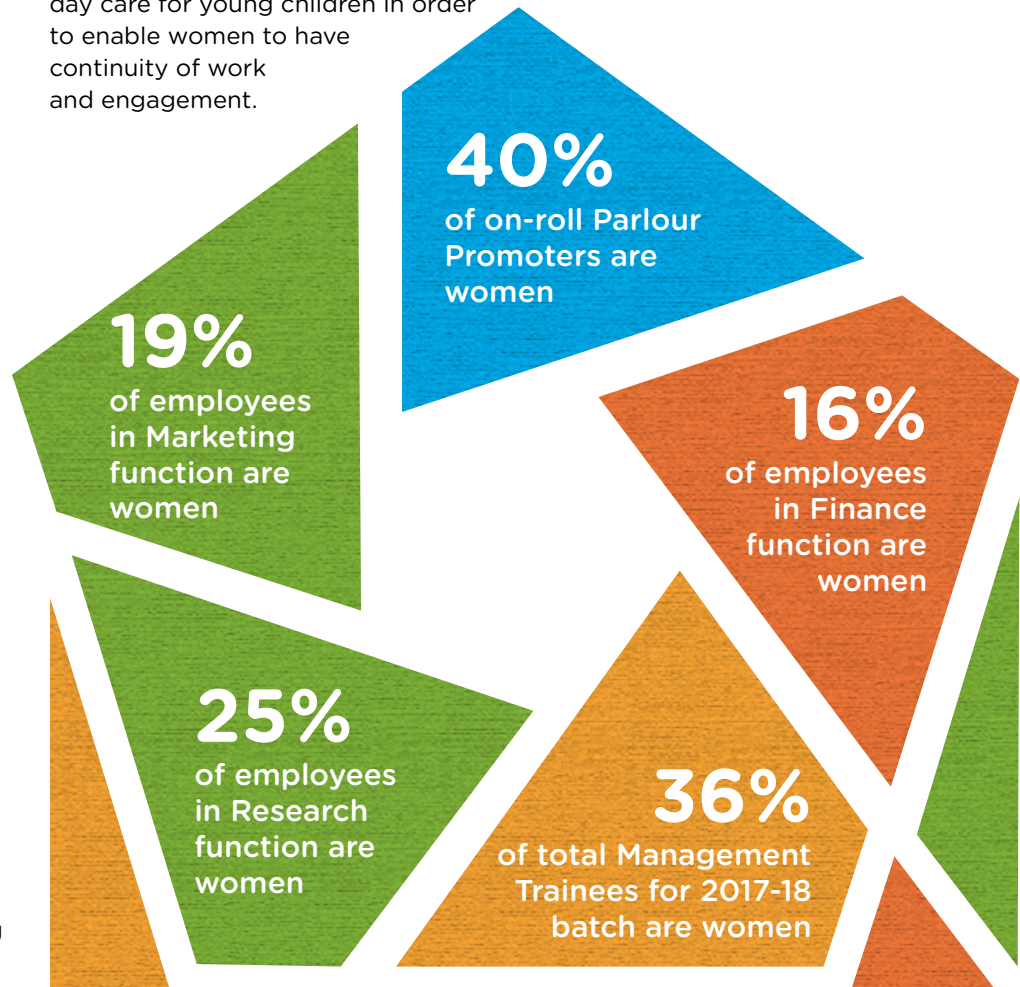 day care for young children in order
to enable women to have
continuity of work
and engagement.
40%
of on-roll Parlour
Promoters are
women
19%
of employees
in Marketing
function are
women
16%
of employees
in Finance
function are
women
25%
of employees
in Research
function are
women
36%
of total Management
Trainees for 2017-18
batch are women